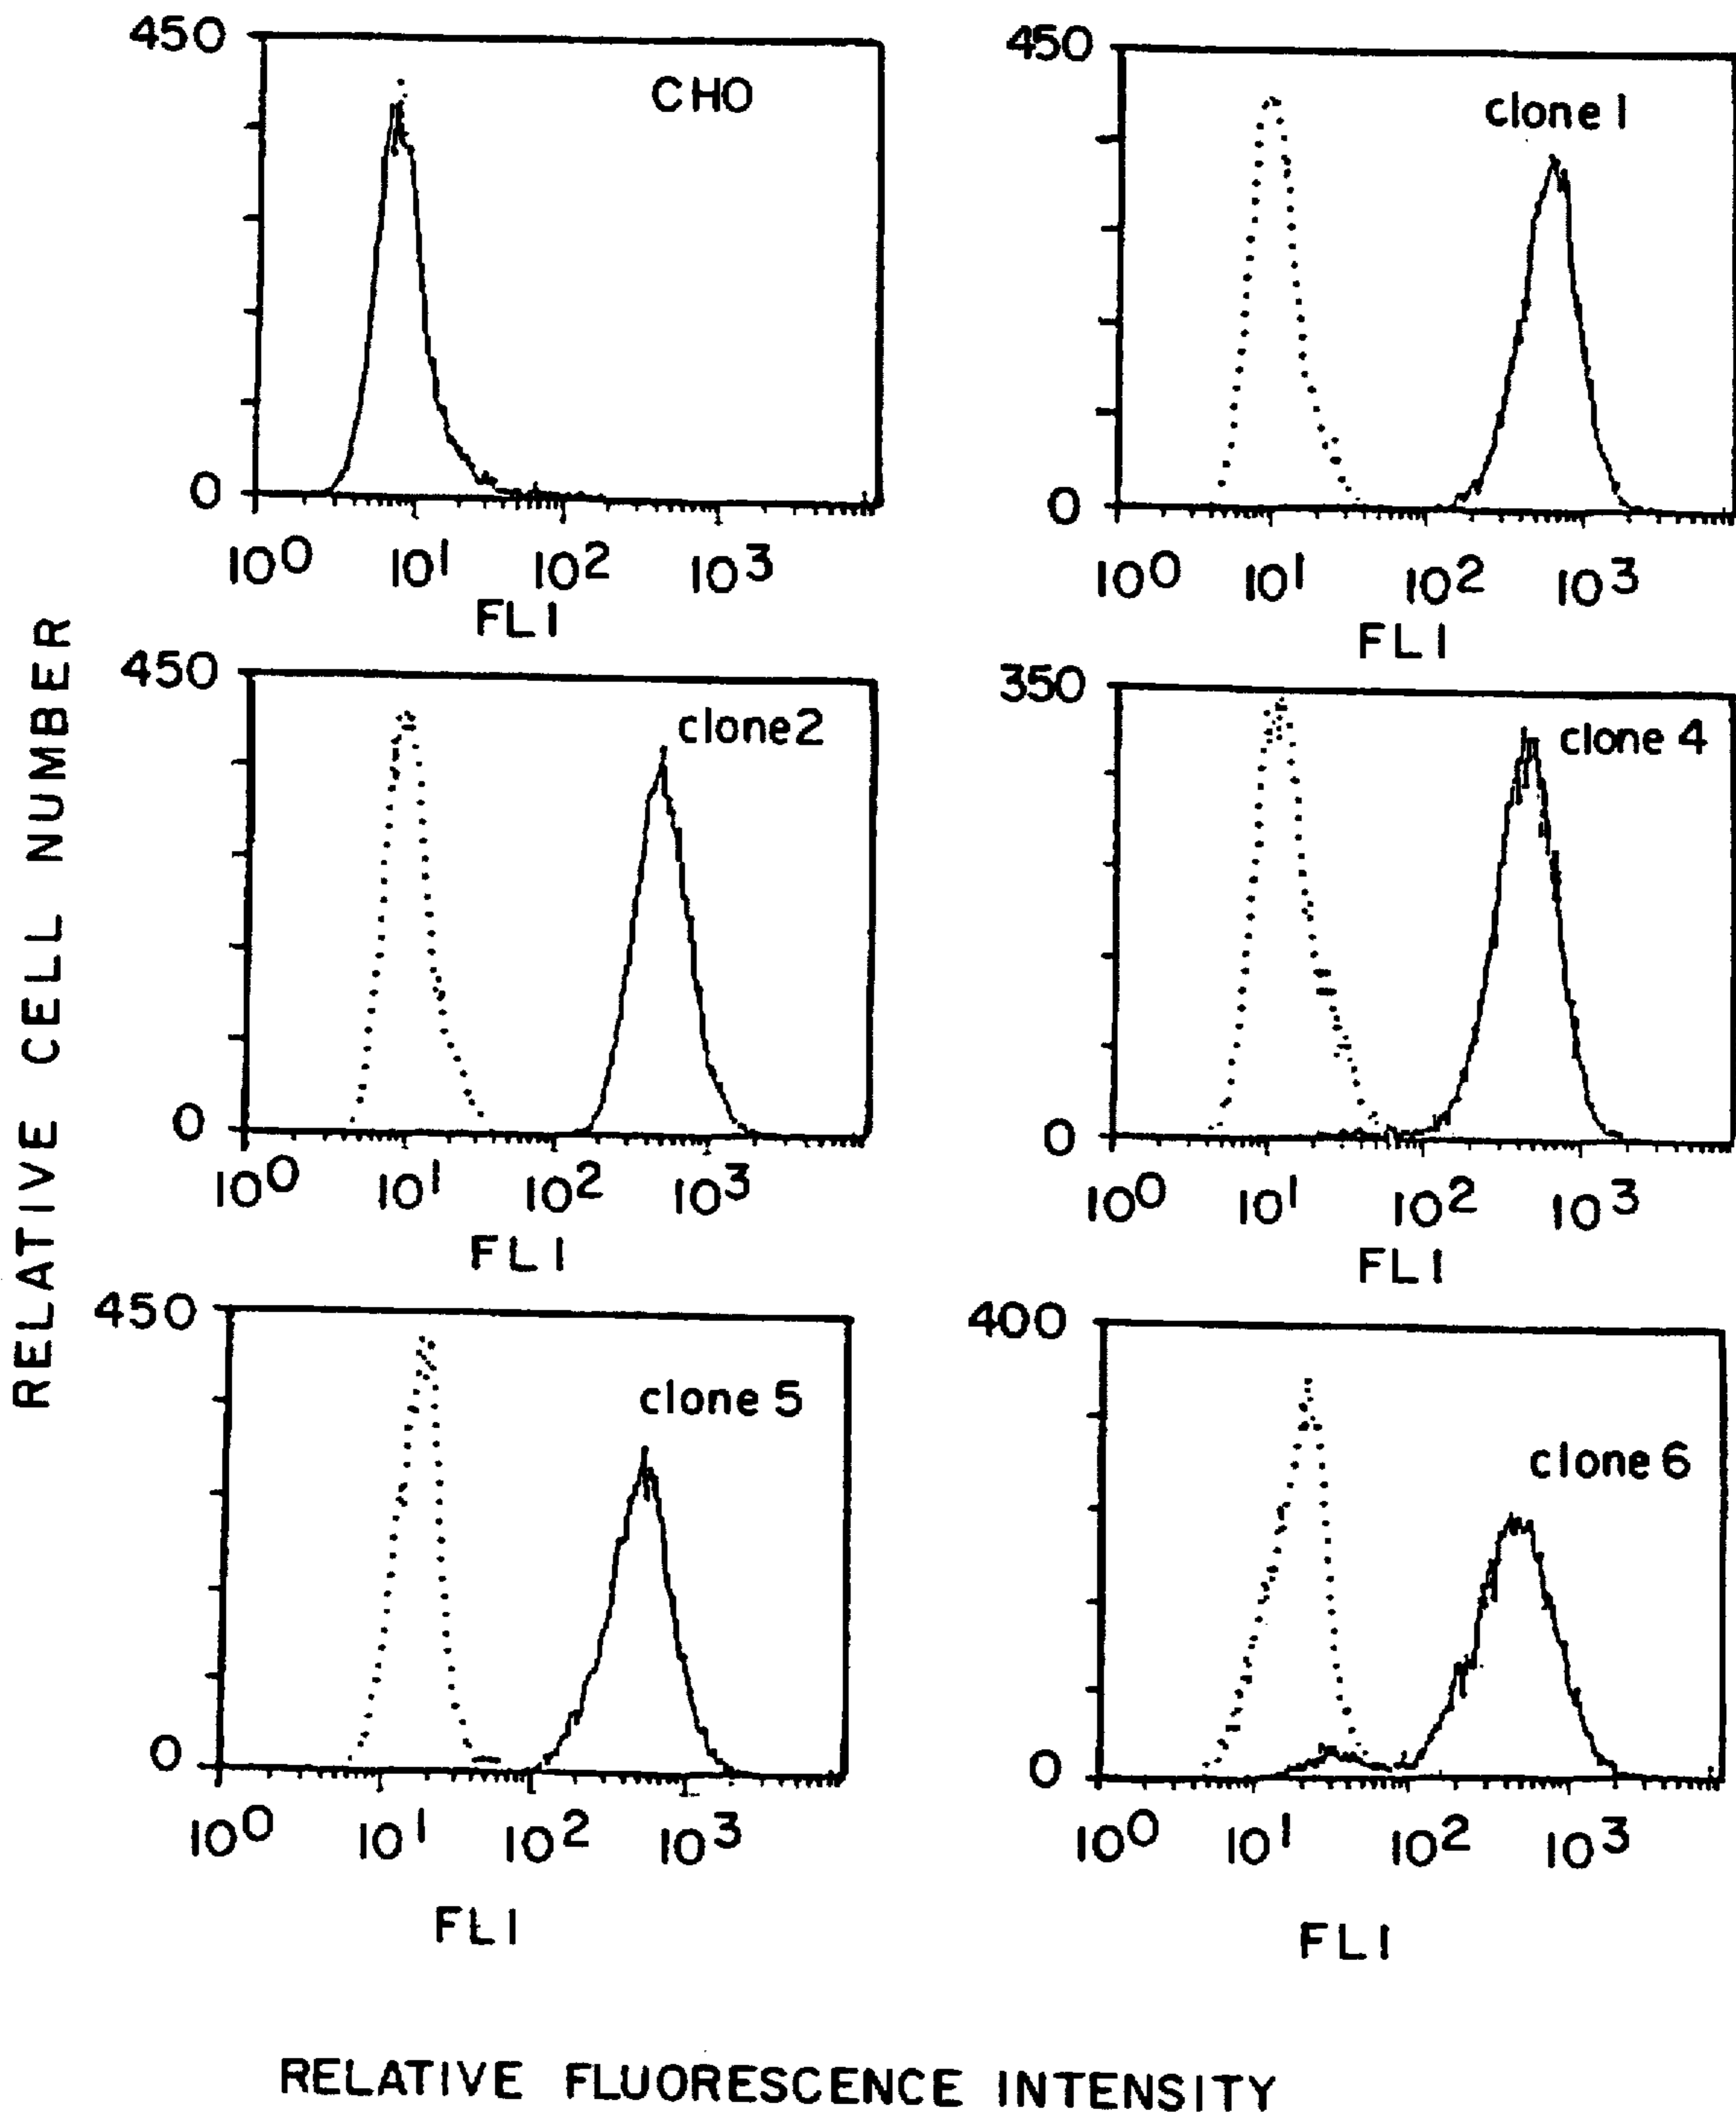 450
CHO
0
10⁰ 10¹ 10² 10³
FL1
450
clone 1
0
10⁰ 10¹ 10² 10³
FL1
RELATIVE CELL NUMBER
450
clone 2
0
10⁰ 10¹ 10² 10³
FL1
350
clone 4
0
10⁰ 10¹ 10² 10³
FL1
450
clone 5
0
10⁰ 10¹ 10² 10³
FL1
400
clone 6
0
10⁰ 10¹ 10² 10³
FL1
RELATIVE FLUORESCENCE INTENSITY